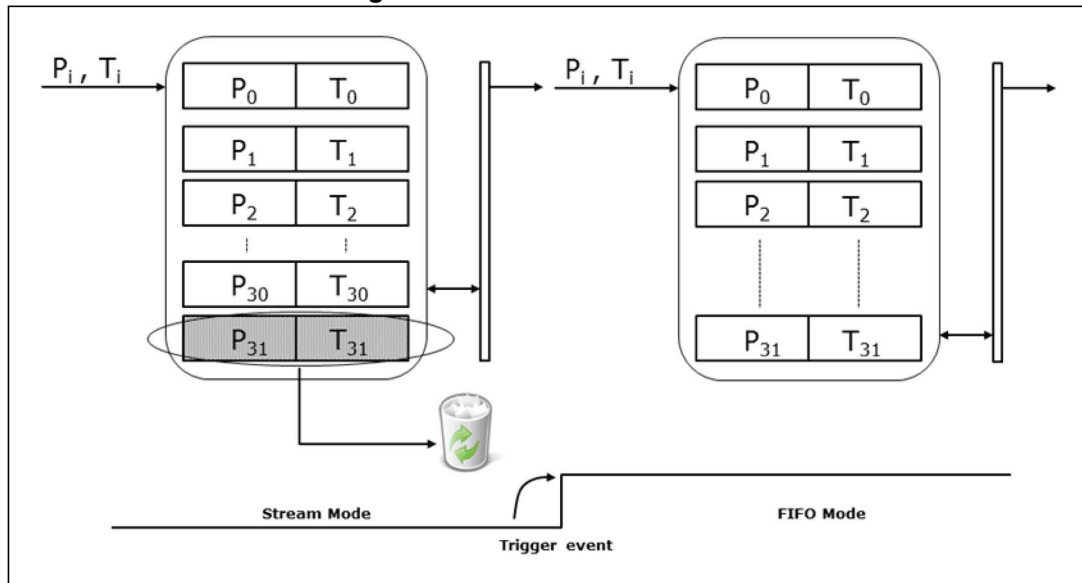 Pi , Ti
P0 T0
P1 T1
P2 T2
P30 T30
P31 T31
Pi , Ti
P0 T0
P1 T1
P2 T2
P31 T31
Stream Mode
Trigger event
FIFO Mode